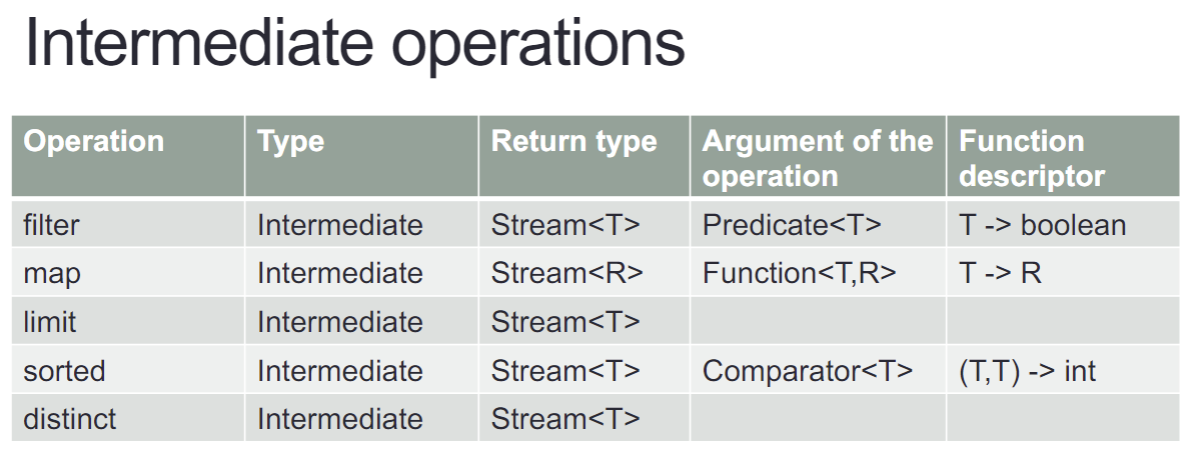 Intermediate operations
Operation Type Return type Argument of the operation Function descriptor
filter Intermediate Stream<T> Predicate<T> T -> boolean
map Intermediate Stream<R> Function<T,R> T -> R
limit Intermediate Stream<T>
sorted Intermediate Stream<T> Comparator<T> (T,T) -> int
distinct Intermediate Stream<T>